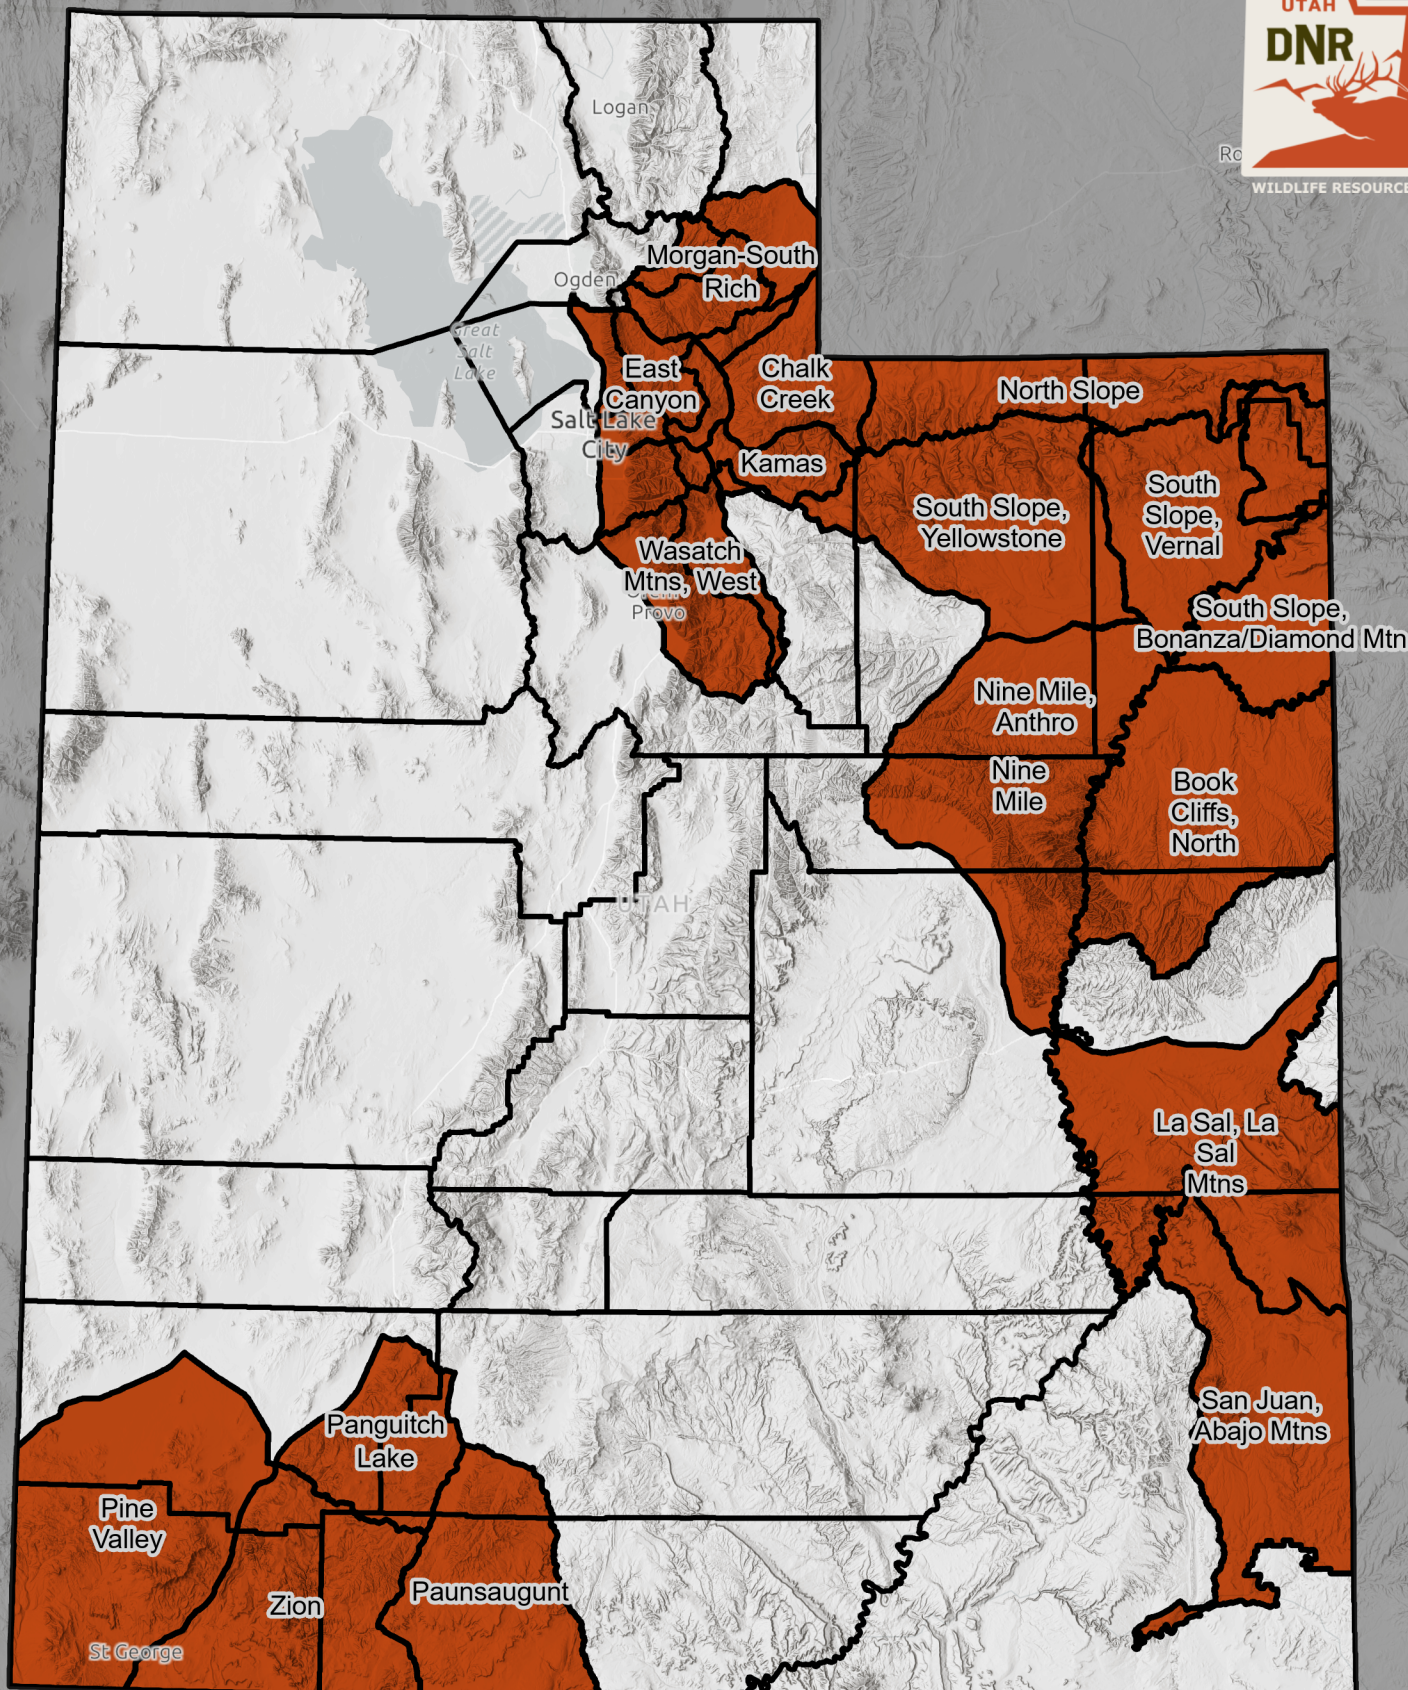 UTAH
DNR
WILDLIFE RESOURCE
Logan
Ro
Morgan-South
Rich
Ogden
Great
Salt
Lake
East
Canyon
Chalk
Creek
North Slope
Salt Lake
City
Kamas
South Slope,
Yellowstone
South
Slope,
Vernal
Wasatch
Mtns, West
Provo
South Slope,
Bonanza/Diamond Mtn
Nine Mile,
Anthro
Nine
Mile
Book
Cliffs,
North
UTAH
La Sal, La
Sal
Mtns
San Juan,
Abajo Mtns
Panguitch
Lake
Pine
Valley
Zion
Paunsaugunt
St George